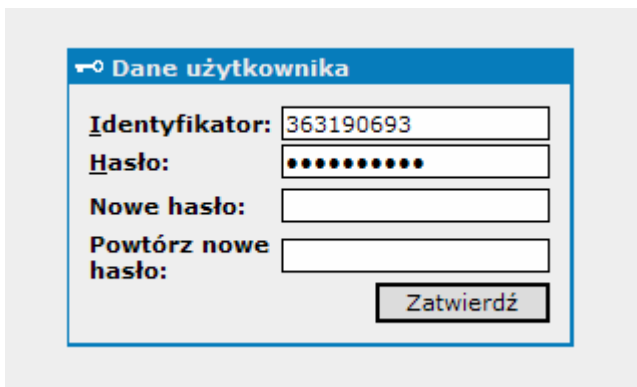 Dane użytkownika
Identyfikator: 363190693
Hasło: ••••••••••
Nowe hasło:
Powtórz nowe
hasło:
Zatwierdź